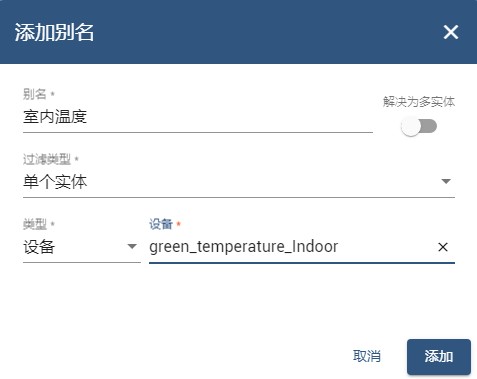 添加别名
别名 *
解决为多实体
室内温度
过滤类型 *
单个实体
类型 *
设备 *
设备
green_temperature_Indoor
取消
添加